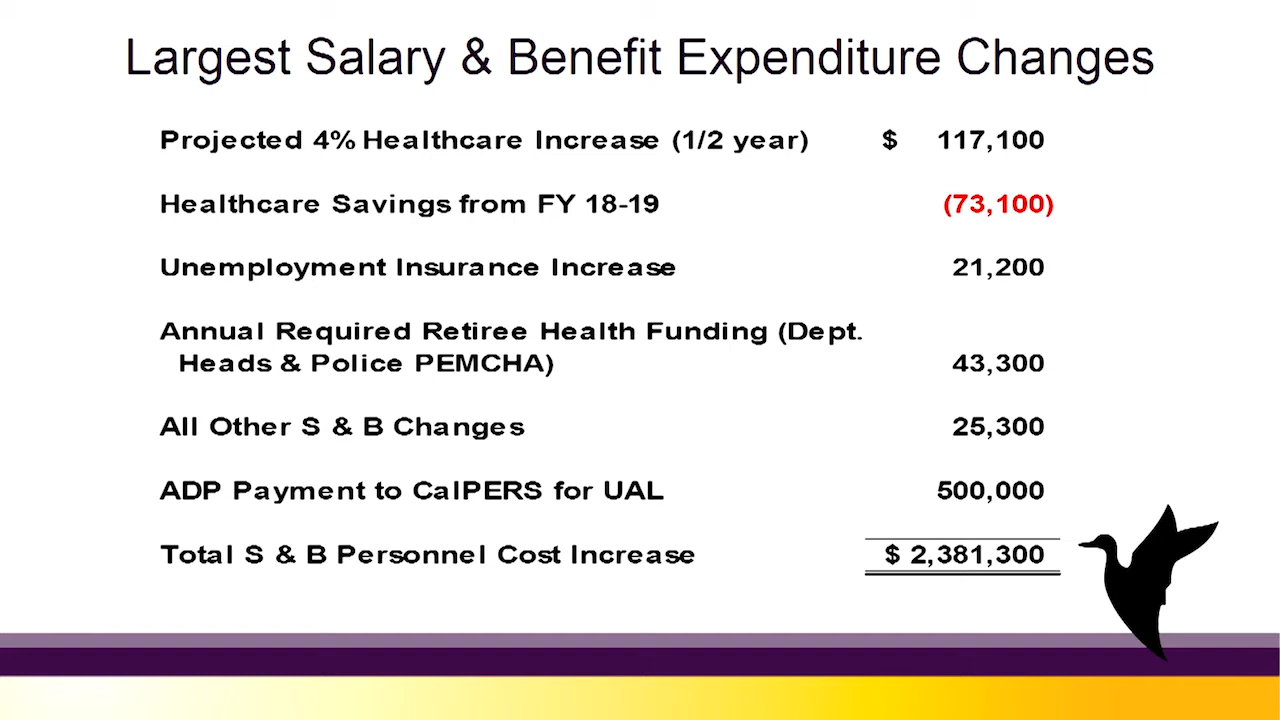 Largest Salary & Benefit Expenditure Changes
Projected 4% Healthcare Increase (1/2 year) $ 117,100
Healthcare Savings from FY 18-19 (73,100)
Unemployment Insurance Increase 21,200
Annual Required Retiree Health Funding (Dept.
Heads & Police PEMCHA) 43,300
All Other S & B Changes 25,300
ADP Payment to CalPERS for UAL 500,000
Total S & B Personnel Cost Increase $ 2,381,300